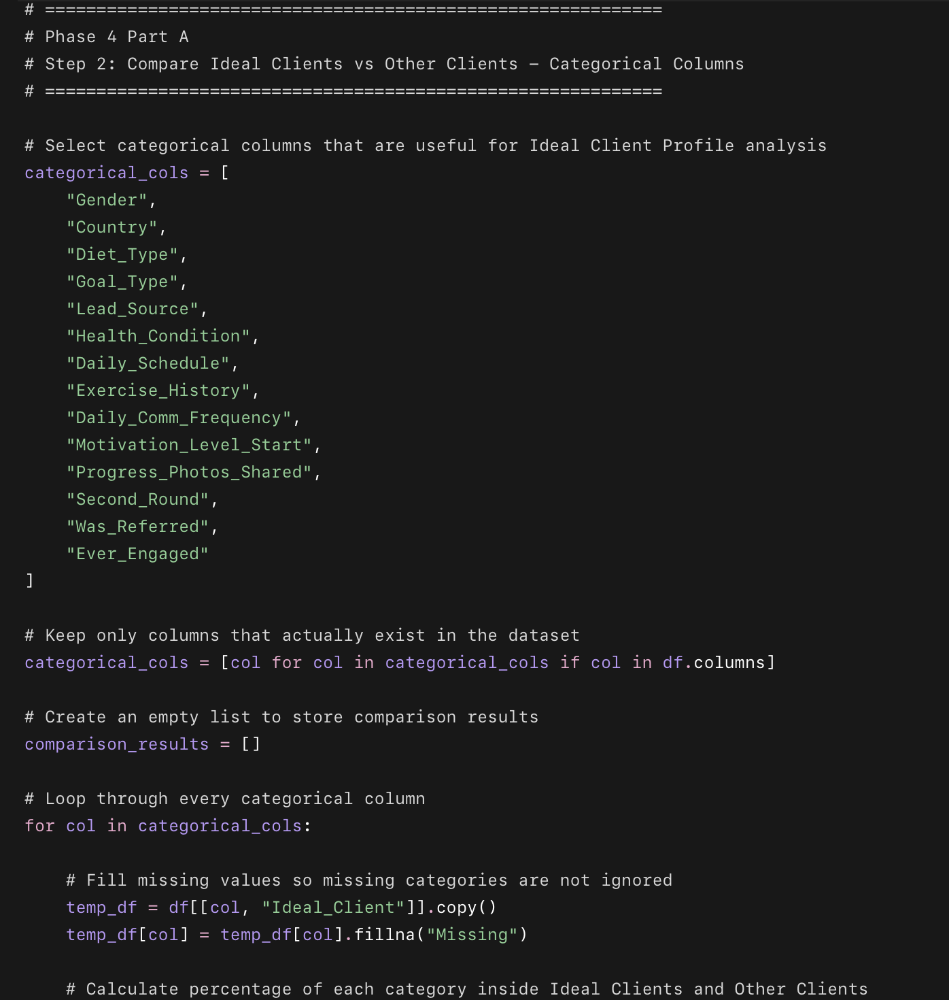 # ============================================================
# Phase 4 Part A
# Step 2: Compare Ideal Clients vs Other Clients — Categorical Columns
# ============================================================
# Select categorical columns that are useful for Ideal Client Profile analysis
categorical_cols = [
    "Gender",
    "Country",
    "Diet_Type",
    "Goal_Type",
    "Lead_Source",
    "Health_Condition",
    "Daily_Schedule",
    "Exercise_History",
    "Daily_Comm_Frequency",
    "Motivation_Level_Start",
    "Progress_Photos_Shared",
    "Second_Round",
    "Was_Referred",
    "Ever_Engaged"
]
# Keep only columns that actually exist in the dataset
categorical_cols = [col for col in categorical_cols if col in df.columns]
# Create an empty list to store comparison results
comparison_results = []
# Loop through every categorical column
for col in categorical_cols:
    # Fill missing values so missing categories are not ignored
    temp_df = df[[col, "Ideal_Client"]].copy()
    temp_df[col] = temp_df[col].fillna("Missing")
    # Calculate percentage of each category inside Ideal Clients and Other Clients